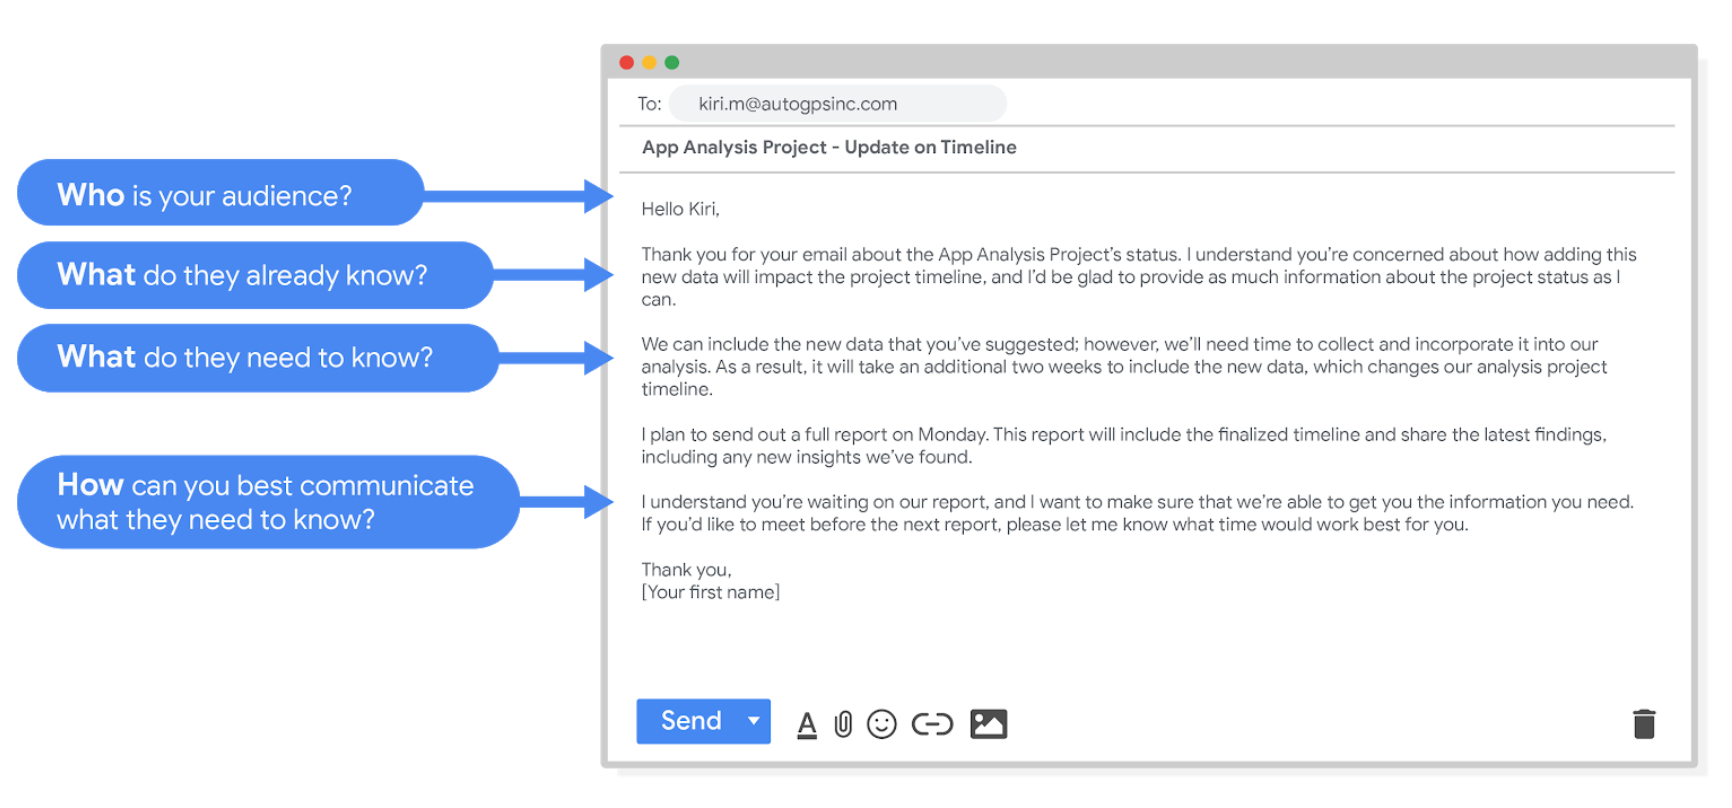 To: kiri.m@autogpsinc.com
App Analysis Project - Update on Timeline
Who is your audience?
Hello Kiri,
What do they already know?
Thank you for your email about the App Analysis Project's status. I understand you're concerned about how adding this
new data will impact the project timeline, and I'd be glad to provide as much information about the project status as I
can.
What do they need to know?
We can include the new data that you've suggested; however, we'll need time to collect and incorporate it into our
analysis. As a result, it will take an additional two weeks to include the new data, which changes our analysis project
timeline.
I plan to send out a full report on Monday. This report will include the finalized timeline and share the latest findings,
including any new insights we've found.
How can you best communicate
what they need to know?
I understand you're waiting on our report, and I want to make sure that we're able to get you the information you need.
If you'd like to meet before the next report, please let me know what time would work best for you.
Thank you,
[Your first name]
Send
A